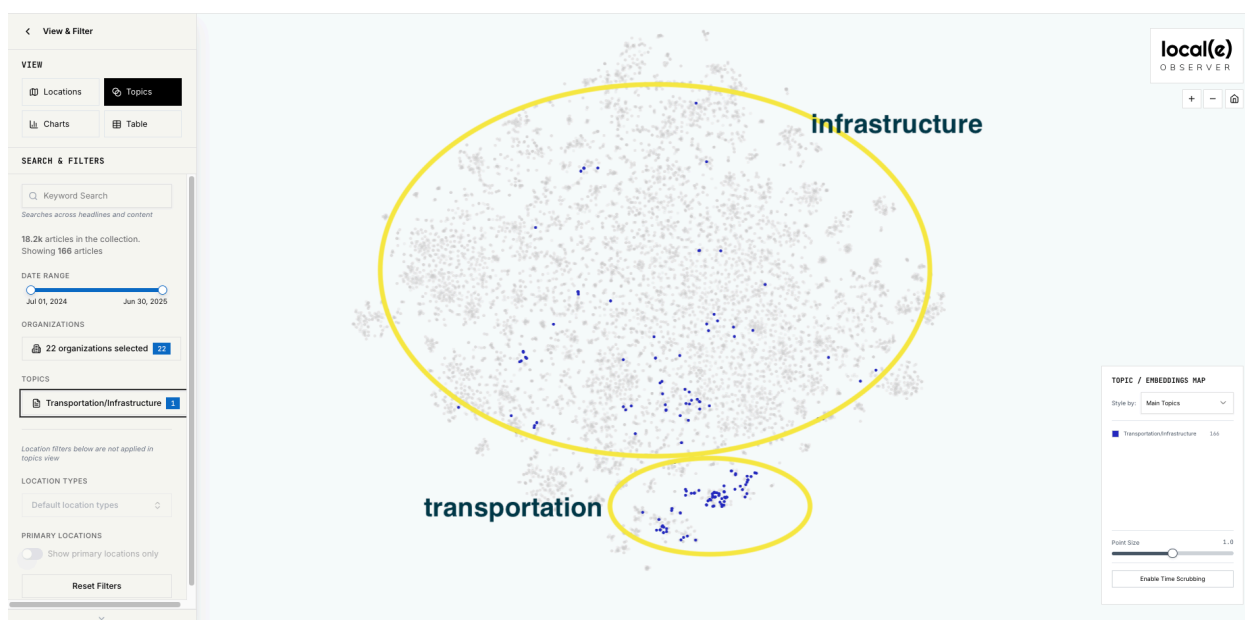 View & Filter
VIEW
Locations
Topics
Charts
Table
SEARCH & FILTERS
Keyword Search
Searches across headlines and content
18.2k articles in the collection.
Showing 166 articles
DATE RANGE
Jul 01, 2024 Jun 30, 2025
ORGANIZATIONS
22 organizations selected 22
TOPICS
Transportation/Infrastructure 1
Location filters below are not applied in
topics view
LOCATION TYPES
Default location types
PRIMARY LOCATIONS
Show primary locations only
Reset Filters
infrastructure
transportation
local(e)
OBSERVER
+ −
TOPIC / EMBEDDINGS MAP
Style by: Main Topics
Transportation/Infrastructure 166
Point Size 1.0
Enable Time Scrubbing